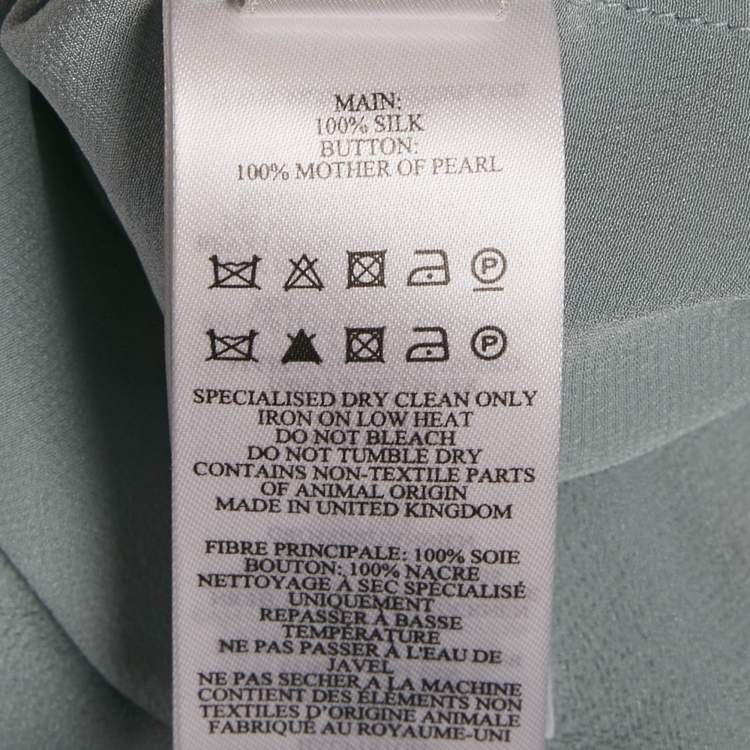 MAIN:
100% SILK
BUTTON:
100% MOTHER OF PEARL
P
P
SPECIALISED DRY CLEAN ONLY
IRON ON LOW HEAT
DO NOT BLEACH
DO NOT TUMBLE DRY
CONTAINS NON-TEXTILE PARTS
OF ANIMAL ORIGIN
MADE IN UNITED KINGDOM
FIBRE PRINCIPALE: 100% SOIE
BOUTON: 100% NACRE
NETTOYAGE À SEC SPÉCIALISÉ
UNIQUEMENT
REPASSER À BASSE
TEMPÉRATURE
NE PAS PASSER À L'EAU DE
JAVEL
NE PAS SECHER A LA MACHINE
CONTIENT DES ÉLÉMENTS NON
TEXTILES D'ORIGINE ANIMALE
FABRIQUÉ AU ROYAUME-UNI